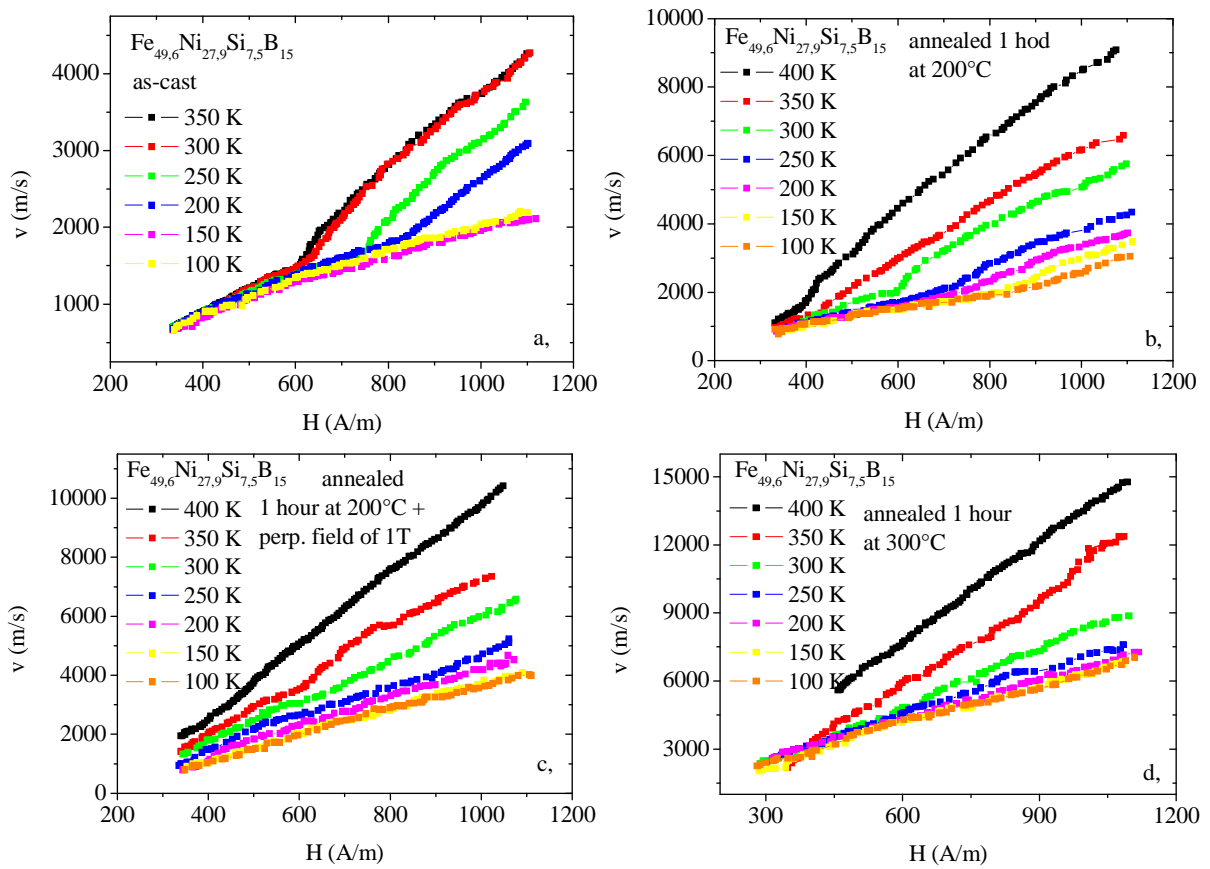 Fe49,6Ni27,9Si7,5B15
as-cast
350 K
300 K
250 K
200 K
150 K
100 K
4000
3000
2000
1000
200 400 600 800 1000 1200
v (m/s)
H (A/m)
a,
Fe49,6Ni27,9Si7,5B15
annealed 1 hod
at 200°C
400 K
350 K
300 K
250 K
200 K
150 K
100 K
10000
8000
6000
4000
2000
0
200 400 600 800 1000 1200
v (m/s)
H (A/m)
b,
Fe49,6Ni27,9Si7,5B15 annealed
1 hour at 200°C +
perp. field of 1T
400 K
350 K
300 K
250 K
200 K
150 K
100 K
10000
8000
6000
4000
2000
0
200 400 600 800 1000 1200
v (m/s)
H (A/m)
c,
Fe49,6Ni27,9Si7,5B15
annealed 1 hour
at 300°C
400 K
350 K
300 K
250 K
200 K
150 K
100 K
15000
12000
9000
6000
3000
300 600 900 1200
v (m/s)
H (A/m)
d,